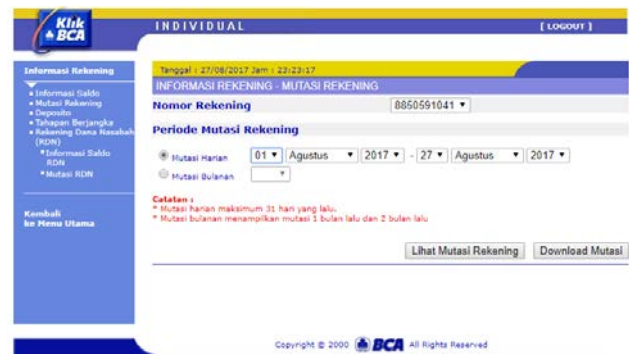 Klik
BCA
INDIVIDUAL
[ LOGOUT ]
Informasi Rekening
Informasi Saldo
Mutasi Rekening
Deposito
Tahapan Berjangka
Rekening Dana Nasabah
(RDN)
Informasi Saldo
RDN
Mutasi RDN
Kembali
ke Menu Utama
Tanggal : 27/08/2017 Jam : 23:23:17
INFORMASI REKENING - MUTASI REKENING
Nomor Rekening 8850591041
Periode Mutasi Rekening
Mutasi Harian 01 Agustus 2017 - 27 Agustus 2017
Mutasi Bulanan
Catatan :
* Mutasi harian maksimum 31 hari yang lalu.
* Mutasi bulanan menampilkan mutasi 1 bulan lalu dan 2 bulan lalu
Lihat Mutasi Rekening Download Mutasi
Copyright © 2000 BCA All Rights Reserved